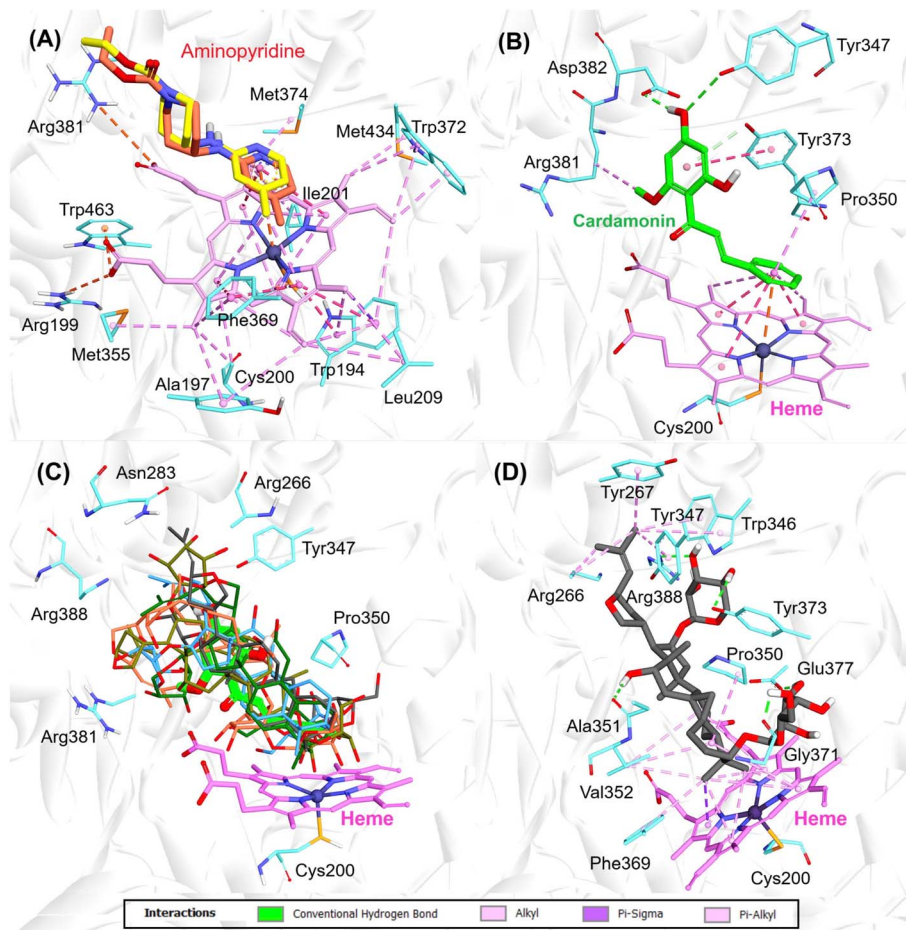 (A)
Aminopyridine
Arg381
Met374
Met434
Trp372
Ile201
Trp463
Arg199
Met355
Phe369
Ala197
Cys200
Trp194
Leu209
(B)
Asp382
Tyr347
Arg381
Tyr373
Pro350
Cardamonin
Heme
Cys200
(C)
Asn283
Arg266
Tyr347
Arg388
Pro350
Arg381
Heme
Cys200
(D)
Tyr267
Tyr347
Trp346
Arg266
Arg388
Tyr373
Pro350
Glu377
Ala351
Gly371
Val352
Heme
Phe369
Cys200
Interactions
Conventional Hydrogen Bond
Alkyl
Pi-Sigma
Pi-Alkyl